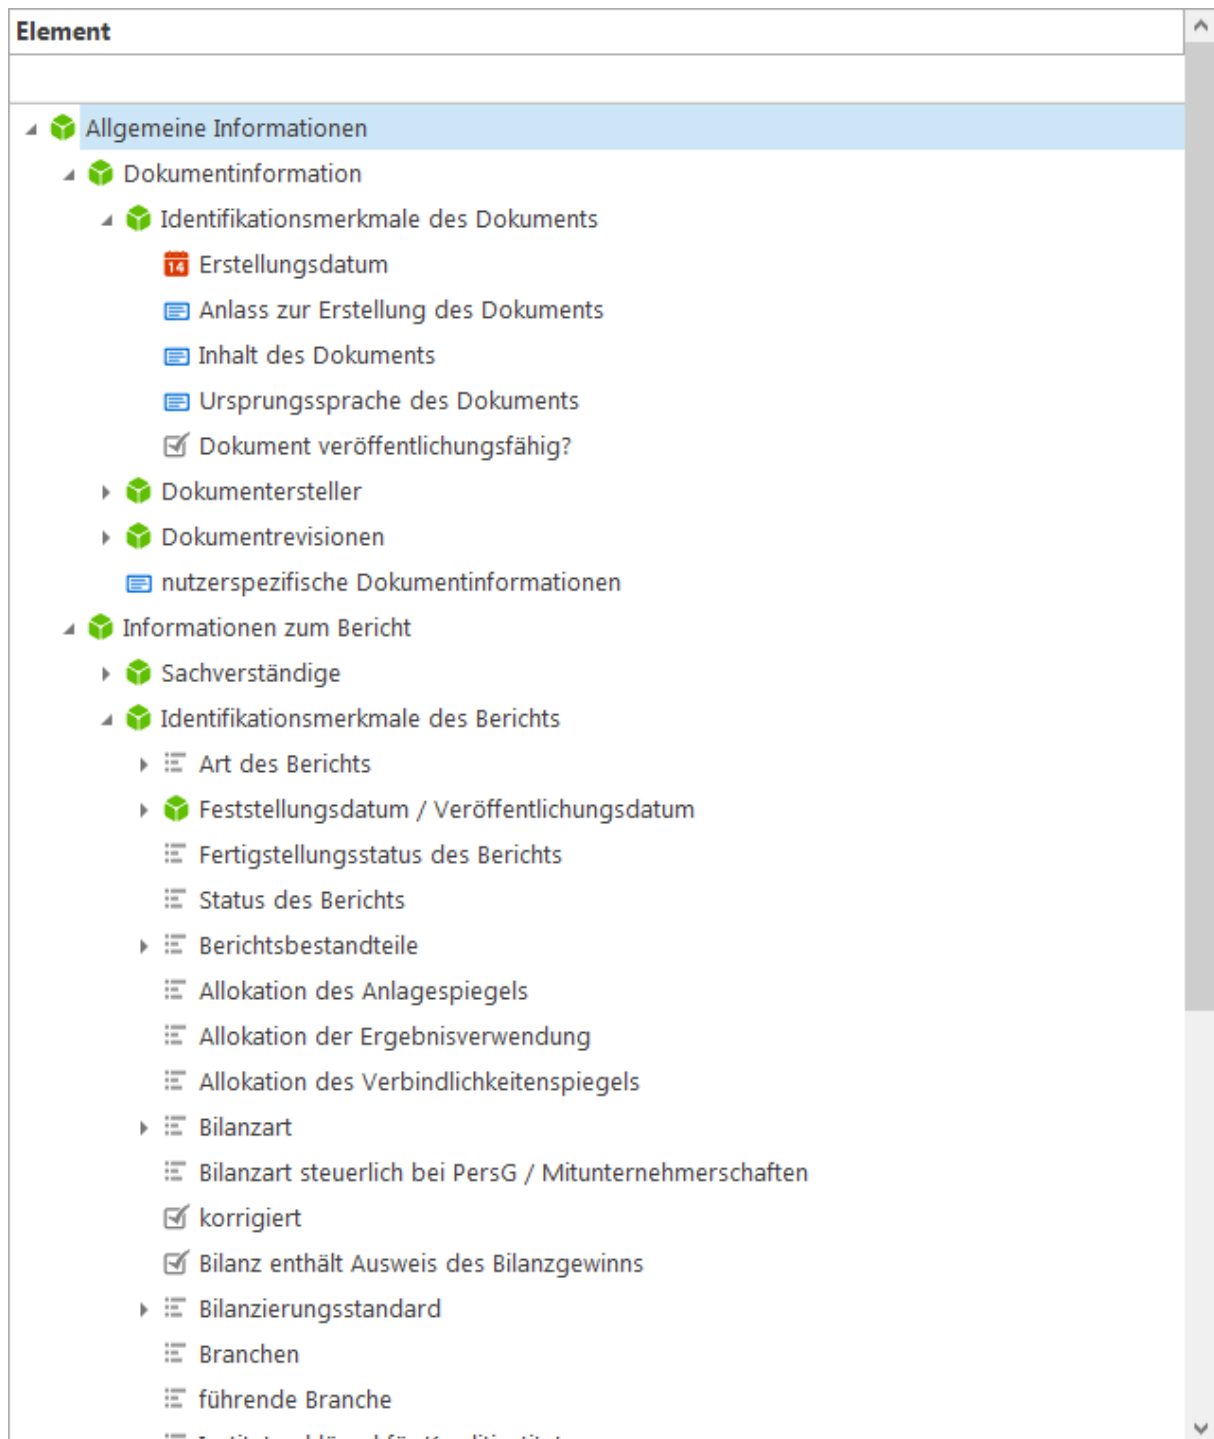 Element
Allgemeine Informationen
Dokumentinformation
Identifikationsmerkmale des Dokuments
14 Erstellungsdatum
Anlass zur Erstellung des Dokuments
Inhalt des Dokuments
Ursprungssprache des Dokuments
Dokument veröffentlichungsfähig?
Dokumentersteller
Dokumentrevisionen
nutzerspezifische Dokumentinformationen
Informationen zum Bericht
Sachverständige
Identifikationsmerkmale des Berichts
Art des Berichts
Feststellungsdatum / Veröffentlichungsdatum
Fertigstellungsstatus des Berichts
Status des Berichts
Berichtsbestandteile
Allokation des Anlagespiegels
Allokation der Ergebnisverwendung
Allokation des Verbindlichkeitenspiegels
Bilanzart
Bilanzart steuerlich bei PersG / Mitunternehmerschaften
korrigiert
Bilanz enthält Ausweis des Bilanzgewinns
Bilanzierungsstandard
Branchen
führende Branche